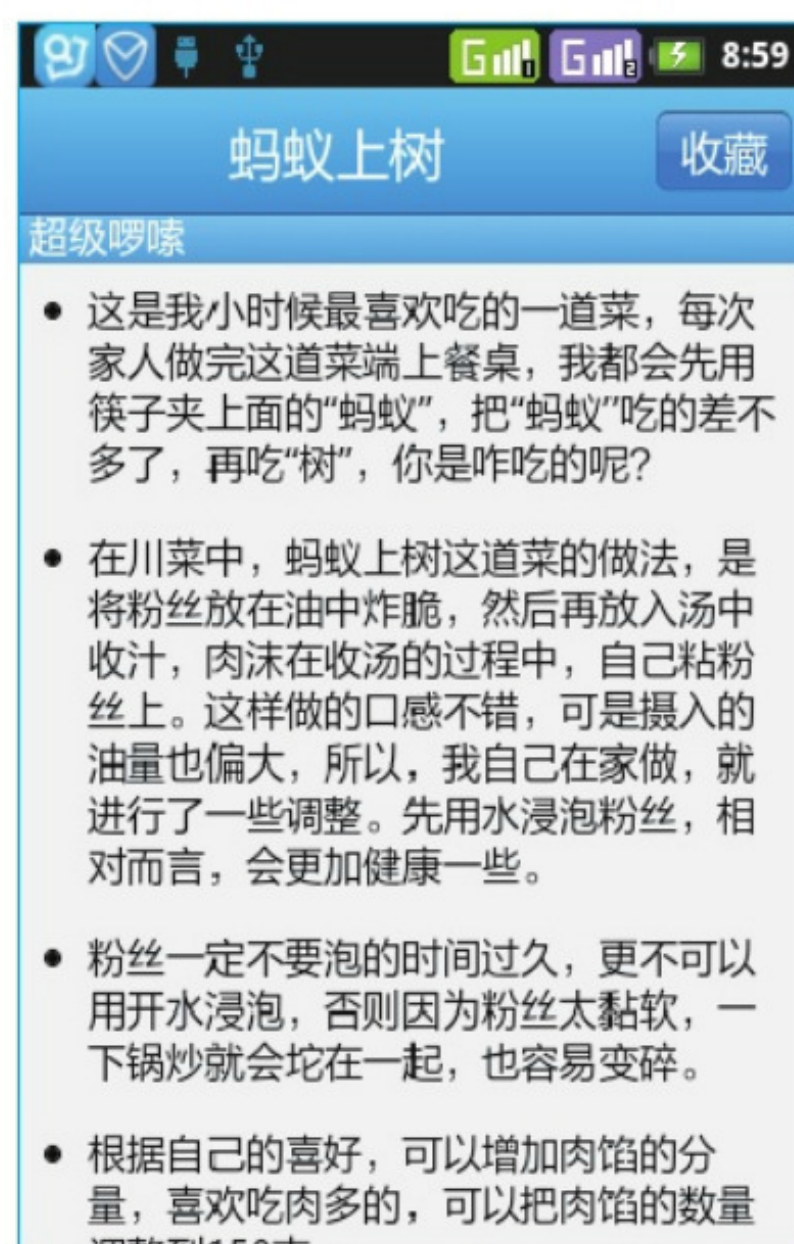 8:59
蚂蚁上树
收藏
超级啰嗦
• 这是我小时候最喜欢吃的一道菜，每次
家人做完这道菜端上餐桌，我都会先用
筷子夹上面的“蚂蚁”，把“蚂蚁”吃的差不
多了，再吃“树”，你是咋吃的呢？
• 在川菜中，蚂蚁上树这道菜的做法，是
将粉丝放在油中炸脆，然后再放入汤中
收汁，肉沫在收汤的过程中，自己粘粉
丝上。这样做的口感不错，可是摄入的
油量也偏大，所以，我自己在家做，就
进行了一些调整。先用水浸泡粉丝，相
对而言，会更加健康一些。
• 粉丝一定不要泡的时间过久，更不可以
用开水浸泡，否则因为粉丝太黏软，一
下锅炒就会坨在一起，也容易变碎。
• 根据自己的喜好，可以增加肉馅的分
量，喜欢吃肉多的，可以把肉馅的数量